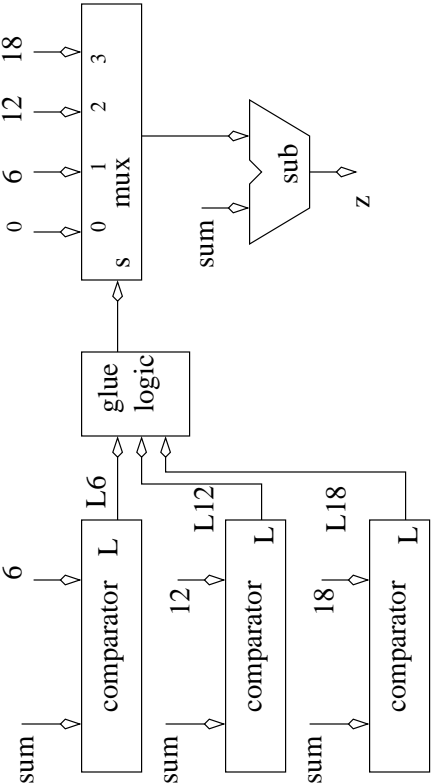 18
12
6
0
3
2
1
0
mux
s
sum
sub
z
glue
logic
L6
L12
L18
6
sum
comparator
L
12
sum
comparator
L
18
sum
comparator
L